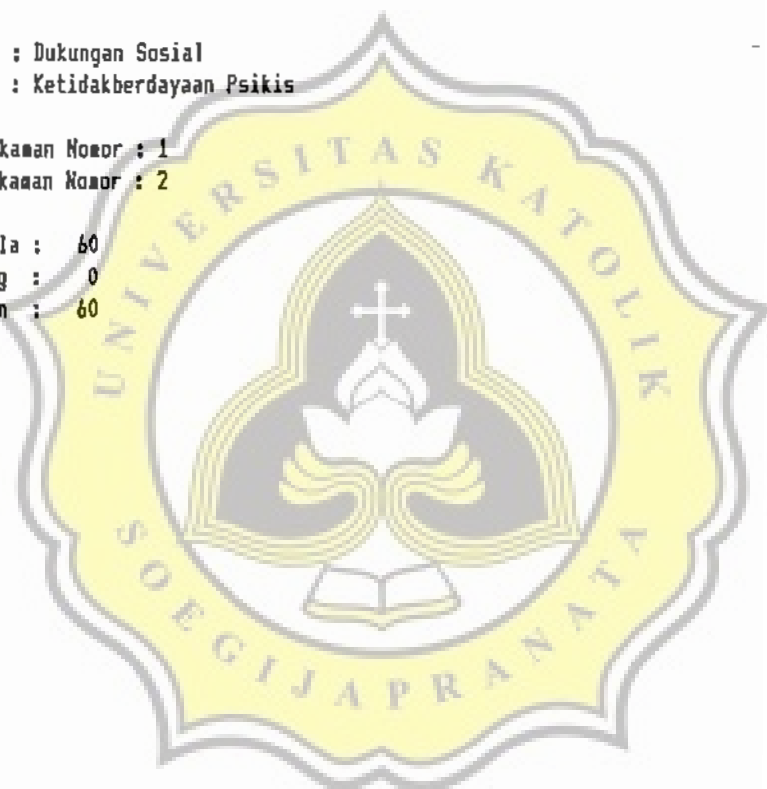 : Dukungan Sosial
: Ketidakberdayaan Psikis
kaman Nomor : 1
kaman Nomor : 2
la : 60
g : 0
n : 60
UNIVERSITAS KATOLIK
SOEGIJAPRANATA